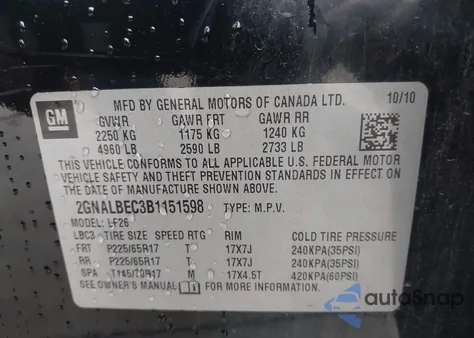 GM
MFD BY GENERAL MOTORS OF CANADA LTD. 10/10
GVWR GAWR FRT GAWR RR
2250 KG 1175 KG 1240 KG
4960 LB 2590 LB 2733 LB
THIS VEHICLE CONFORMS TO ALL APPLICABLE U.S. FEDERAL MOTOR
VEHICLE SAFETY AND THEFT PREVENTION STANDARDS IN EFFECT ON
THE DATE OF MANUFACTURE SHOWN ABOVE.
2GNALBEC3B1151598 TYPE: M.P.V.
MODEL: LF26
LBC3 TIRE SIZE SPEED RTG RIM COLD TIRE PRESSURE
FRT P225/65R17 T 17X7J 240KPA(35PSI)
RR P225/65R17 T 17X7J 240KPA(35PSI)
SPA T145/70R17 M 17X4.5T 420KPA(60PSI)
SEE OWNER'S MANUAL FOR MORE INFORMATION.
autoSnap